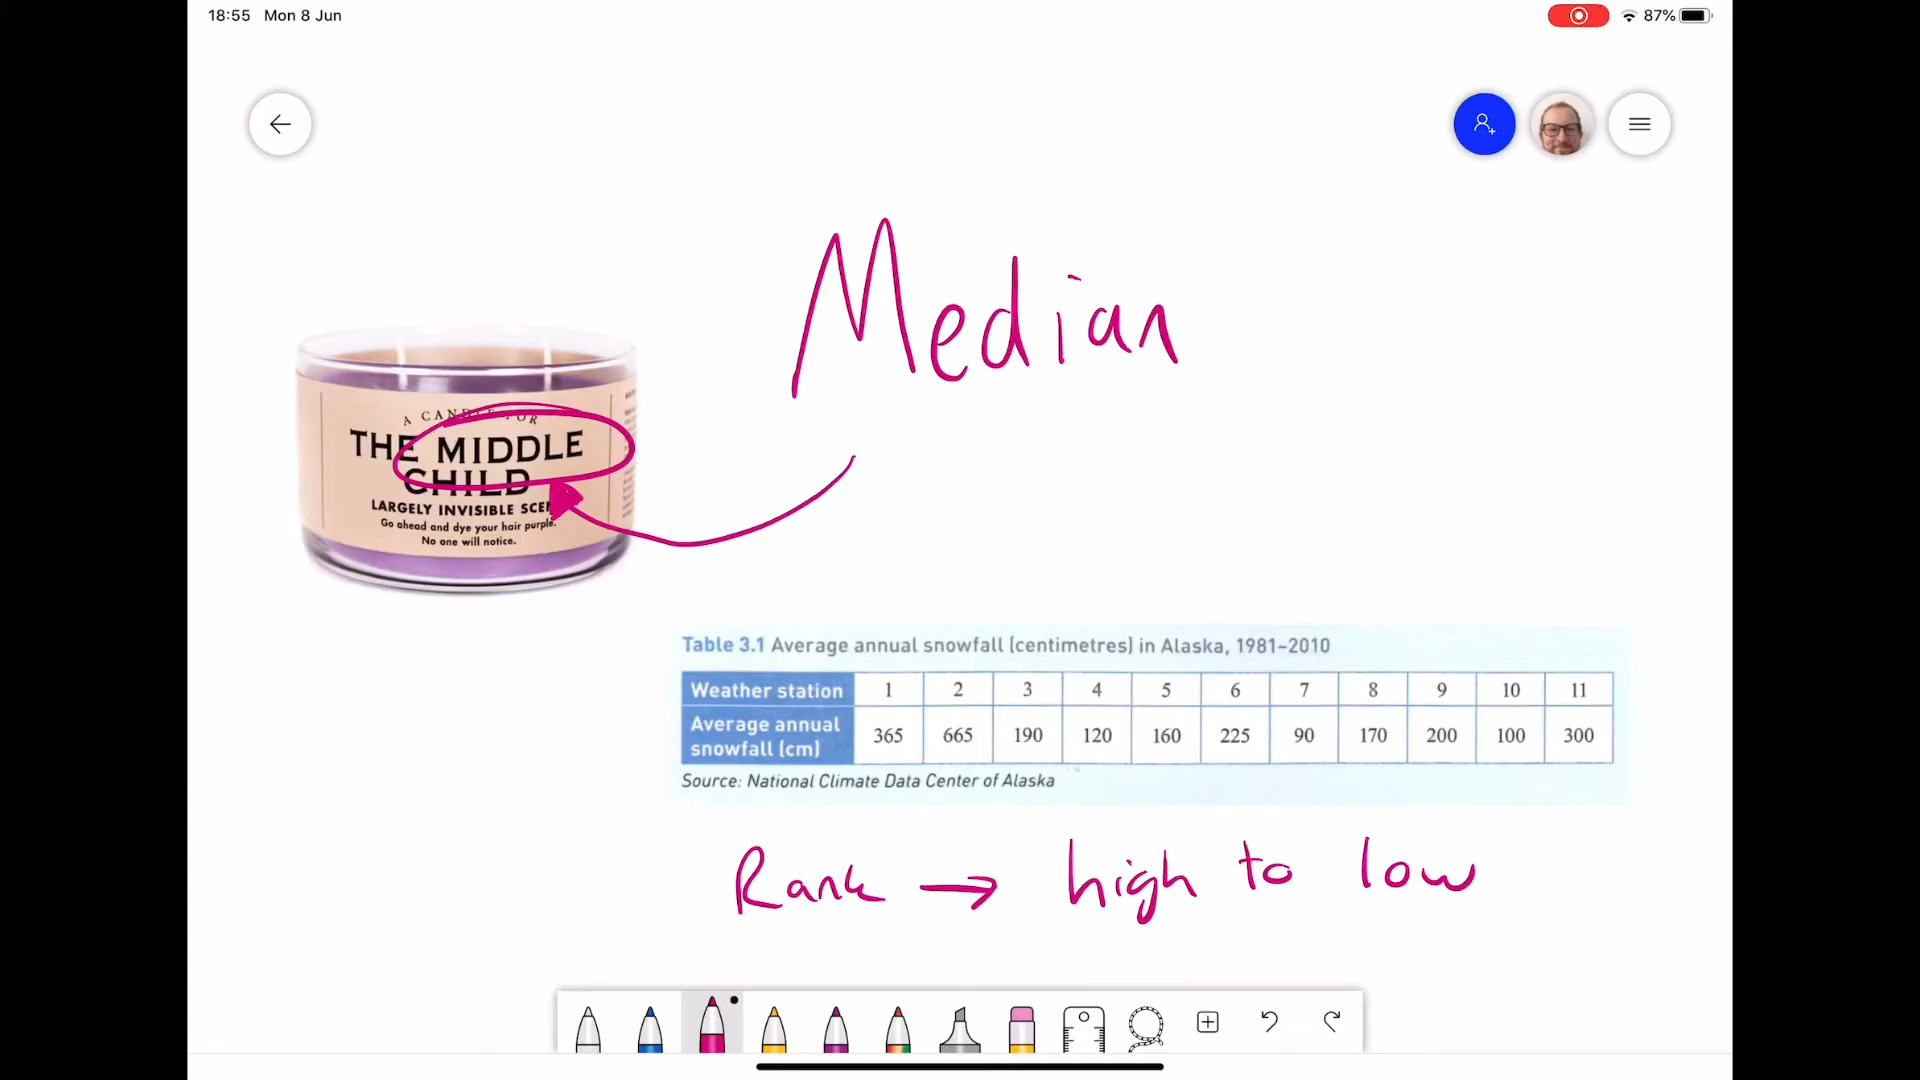 18:55 Mon 8 Jun
87%
Median
A CANDLE FOR
THE MIDDLE
CHILD
LARGELY INVISIBLE SCEN
Go ahead and dye your hair purple.
No one will notice.
Table 3.1 Average annual snowfall (centimetres) in Alaska, 1981–2010
Weather station 1 2 3 4 5 6 7 8 9 10 11
Average annual
snowfall (cm) 365 665 190 120 160 225 90 170 200 100 300
Source: National Climate Data Center of Alaska
Rank → high to low